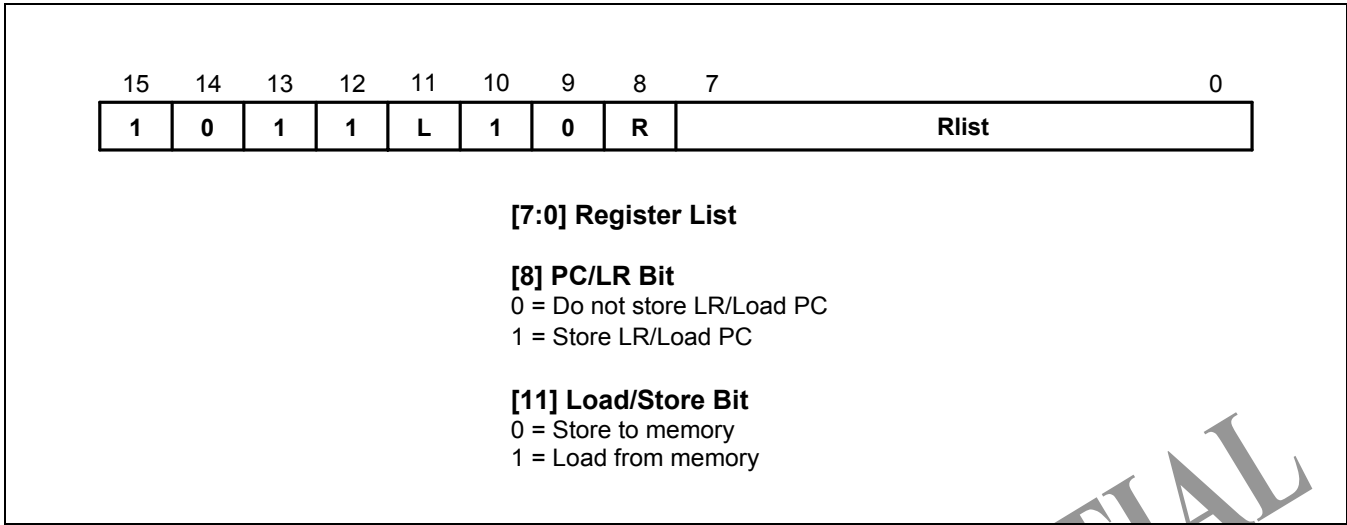 15 14 13 12 11 10 9 8 7 0
1 0 1 1 L 1 0 R Rlist
[7:0] Register List
[8] PC/LR Bit
0 = Do not store LR/Load PC
1 = Store LR/Load PC
[11] Load/Store Bit
0 = Store to memory
1 = Load from memory
TIAL